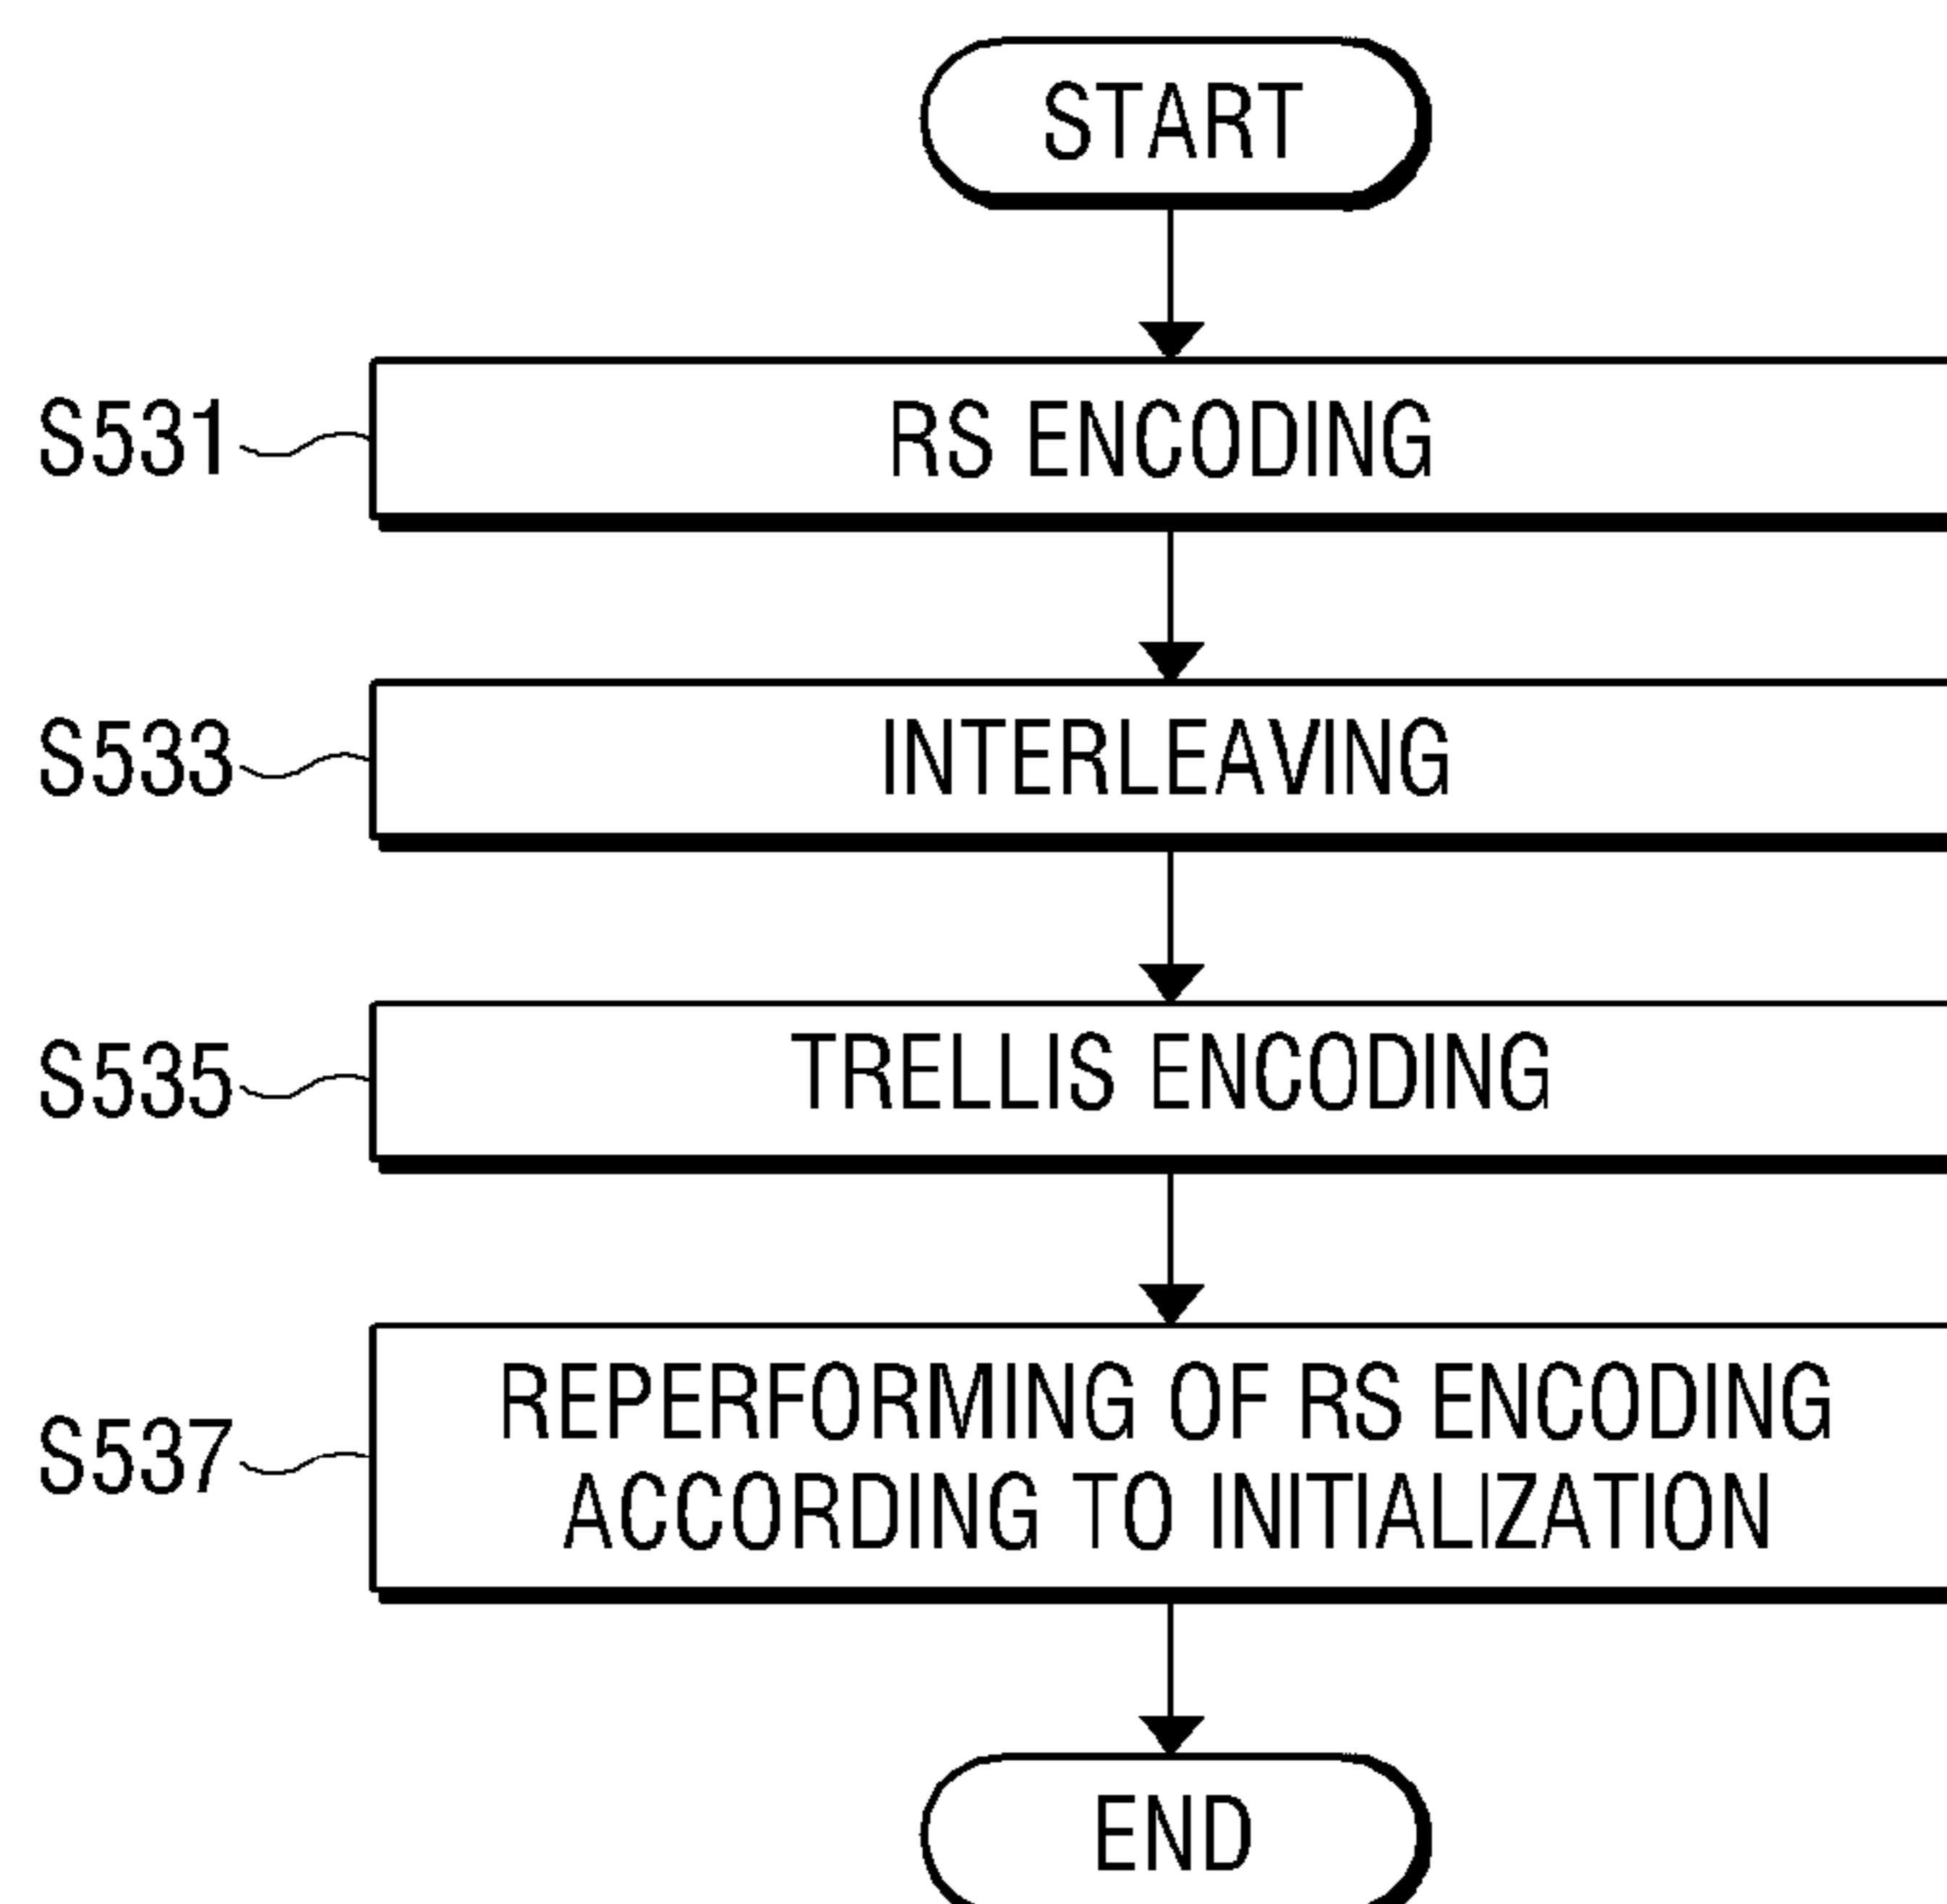 START
S531
RS ENCODING
S533
INTERLEAVING
S535
TRELLIS ENCODING
S537
REPERFORMING OF RS ENCODING
ACCORDING TO INITIALIZATION
END